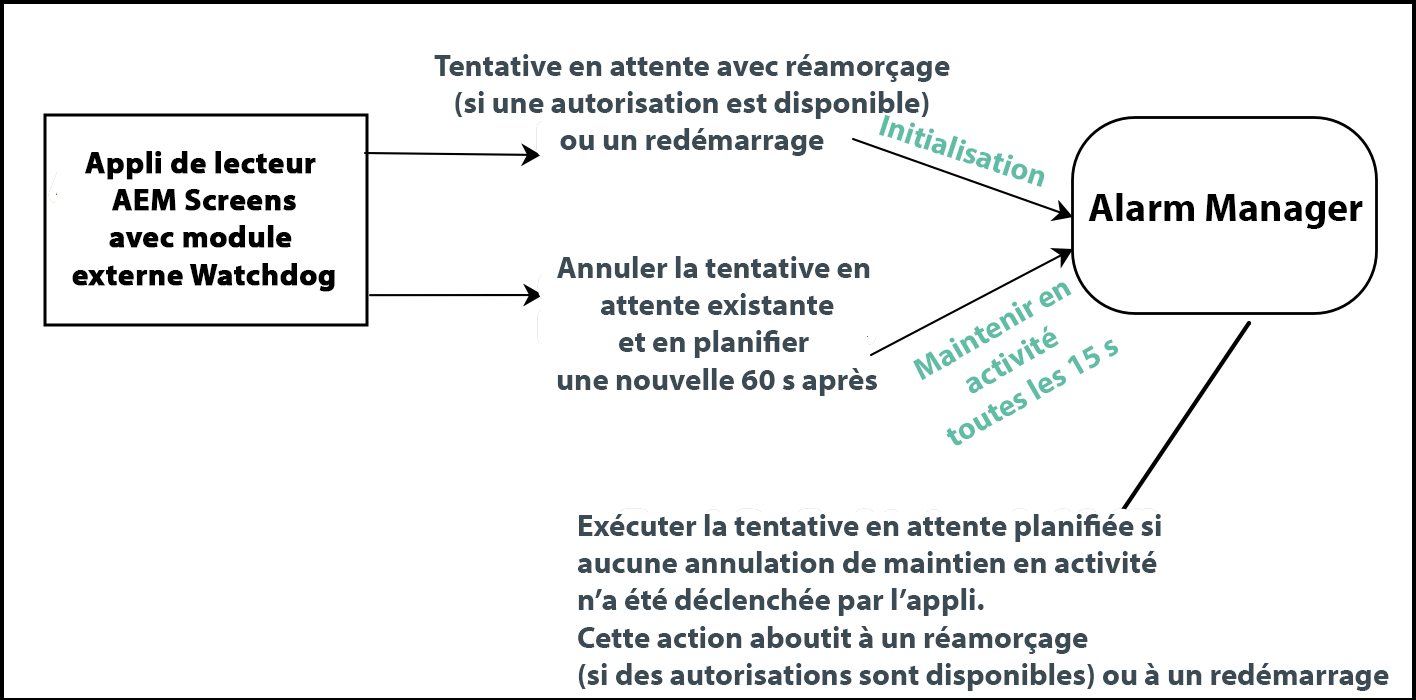 Tentative en attente avec réamorçage
(si une autorisation est disponible)
ou un redémarrage
Initialisation
Appli de lecteur
AEM Screens
avec module
externe Watchdog
Alarm Manager
Annuler la tentative en
attente existante
et en planifier
une nouvelle 60 s après
Maintenir en
activité
toutes les 15 s
Exécuter la tentative en attente planifiée si
aucune annulation de maintien en activité
n’a été déclenchée par l’appli.
Cette action aboutit à un réamorçage
(si des autorisations sont disponibles) ou à un redémarrage